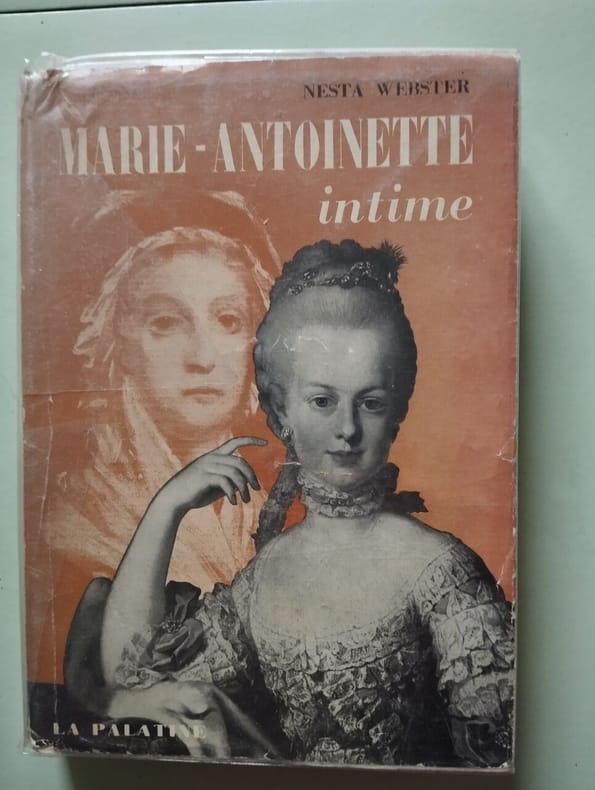 NESTA WEBSTER
MARIE-ANTOINETTE
intime
LA PALATINE